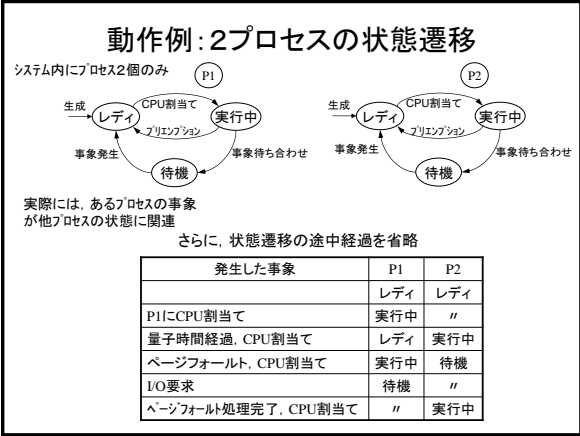 動作例：2プロセスの状態遷移
システム内にプロセス2個のみ
P1
P2
生成
レディ
CPU割当て
プリエンプション
実行中
事象発生
待機
事象待ち合わせ
生成
レディ
CPU割当て
プリエンプション
実行中
事象発生
待機
事象待ち合わせ
実際には，あるプロセスの事象
が他プロセスの状態に関連
さらに，状態遷移の途中経過を省略
発生した事象 P1 P2
レディ レディ
P1にCPU割当て 実行中 〃
量子時間経過，CPU割当て レディ 実行中
ページフォールト，CPU割当て 実行中 待機
I/O要求 待機 〃
ページフォールト処理完了，CPU割当て 〃 実行中